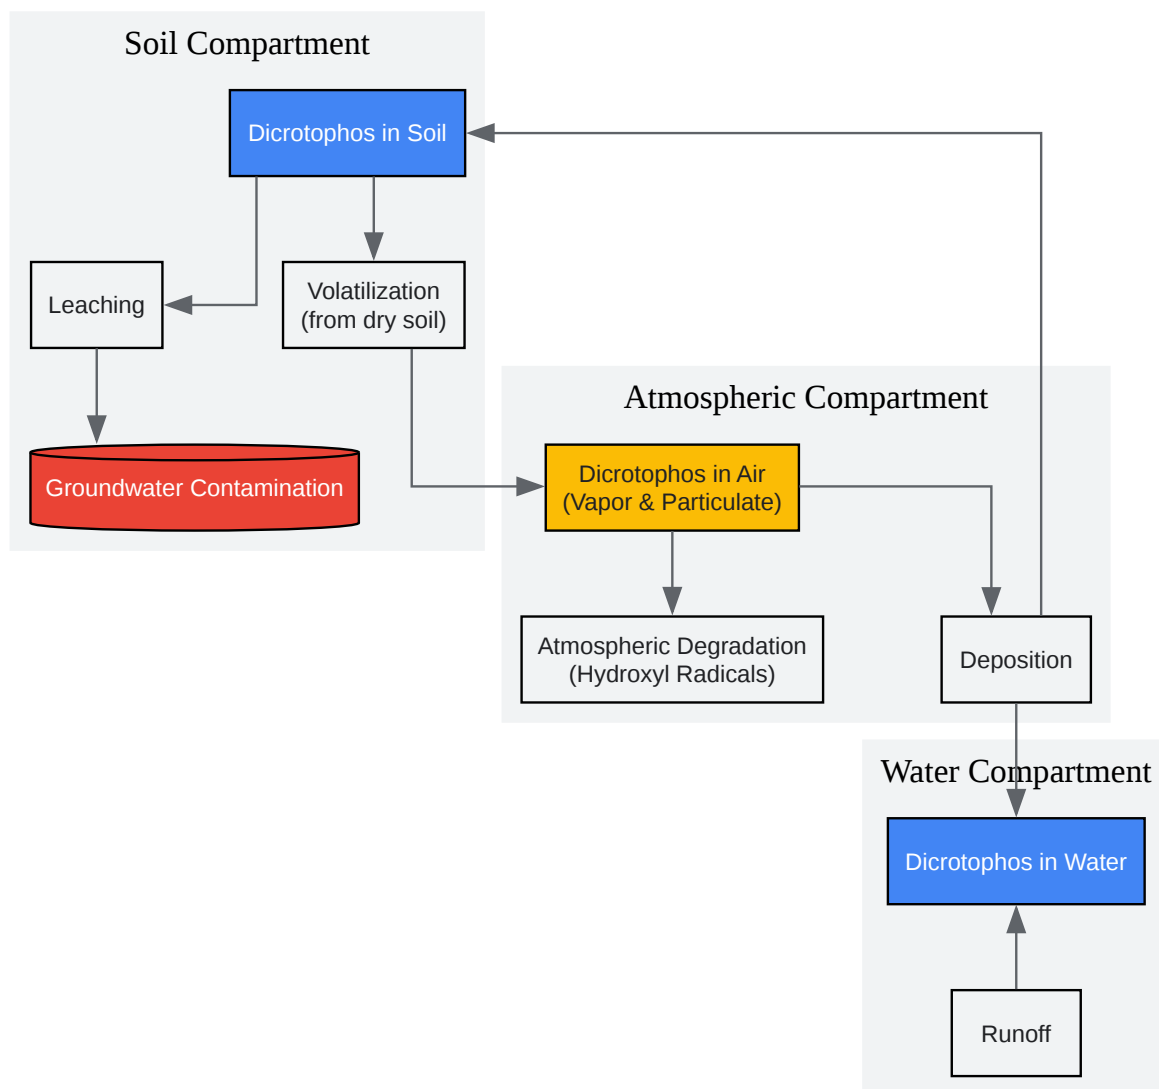 Soil Compartment
Dicrotophos in Soil
Leaching
Volatilization
(from dry soil)
Groundwater Contamination
Atmospheric Compartment
Dicrotophos in Air
(Vapor & Particulate)
Atmospheric Degradation
(Hydroxyl Radicals)
Deposition
Water Compartment
Dicrotophos in Water
Runoff